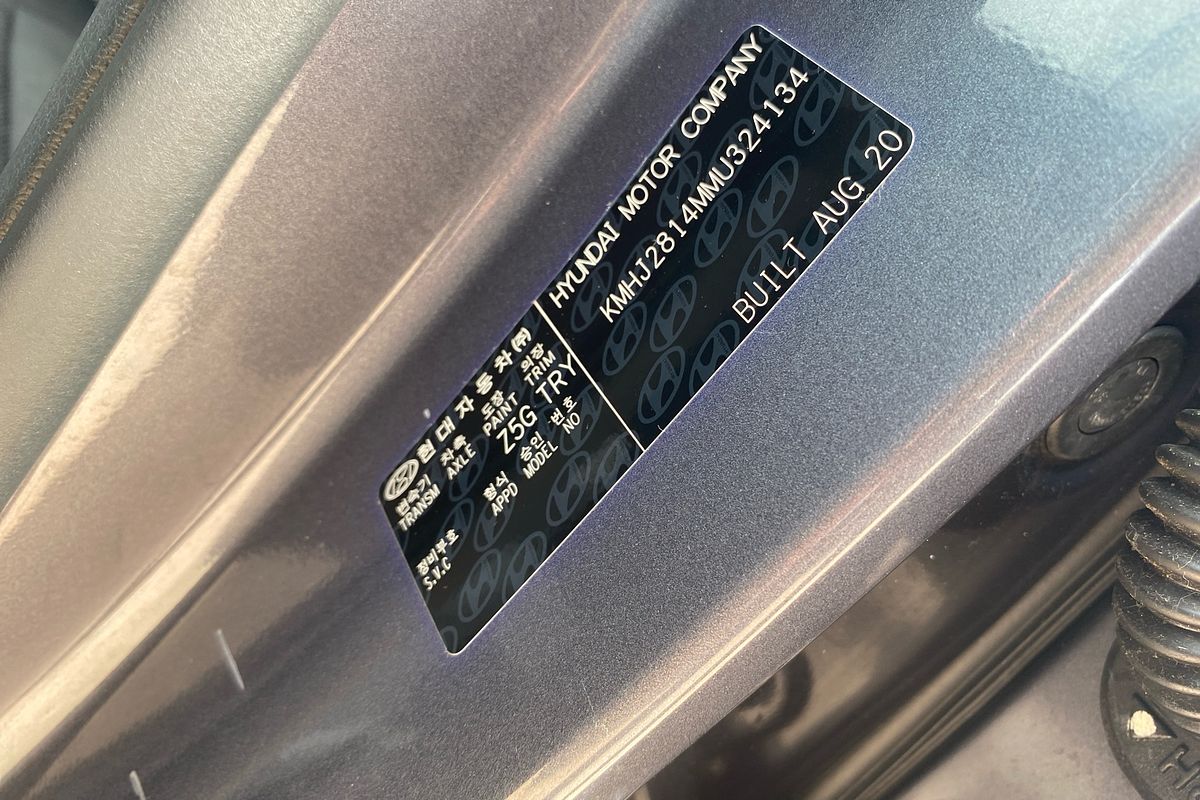 현대자동차㈜
변속기 차축 도장 의장
TRANSM AXLE PAINT TRIM
Z5G TRY
형식 승인 번호
APPD MODEL NO
정비부호
S.V.C
HYUNDAI MOTOR COMPANY
KMHJ2814MMU324134
BUILT AUG 20